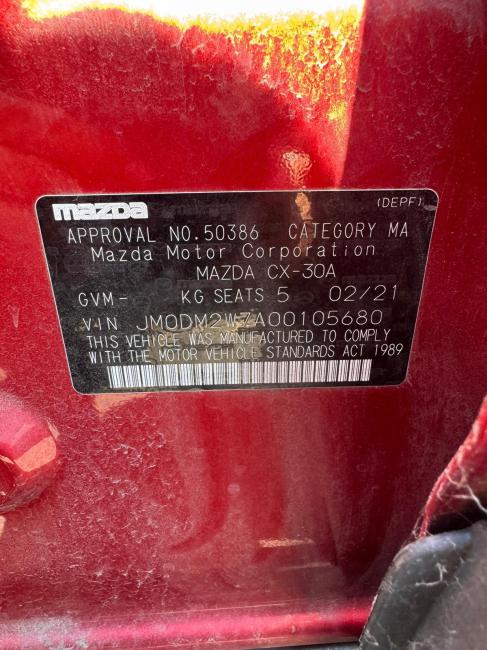 mazda (DEPF)
APPROVAL NO.50386 CATEGORY MA
Mazda Motor Corporation
MAZDA CX-30A
GVM- KG SEATS 5 02/21
VIN JM0DM2W7A00105680
THIS VEHICLE WAS MANUFACTURED TO COMPLY
WITH THE MOTOR VEHICLE STANDARDS ACT 1989